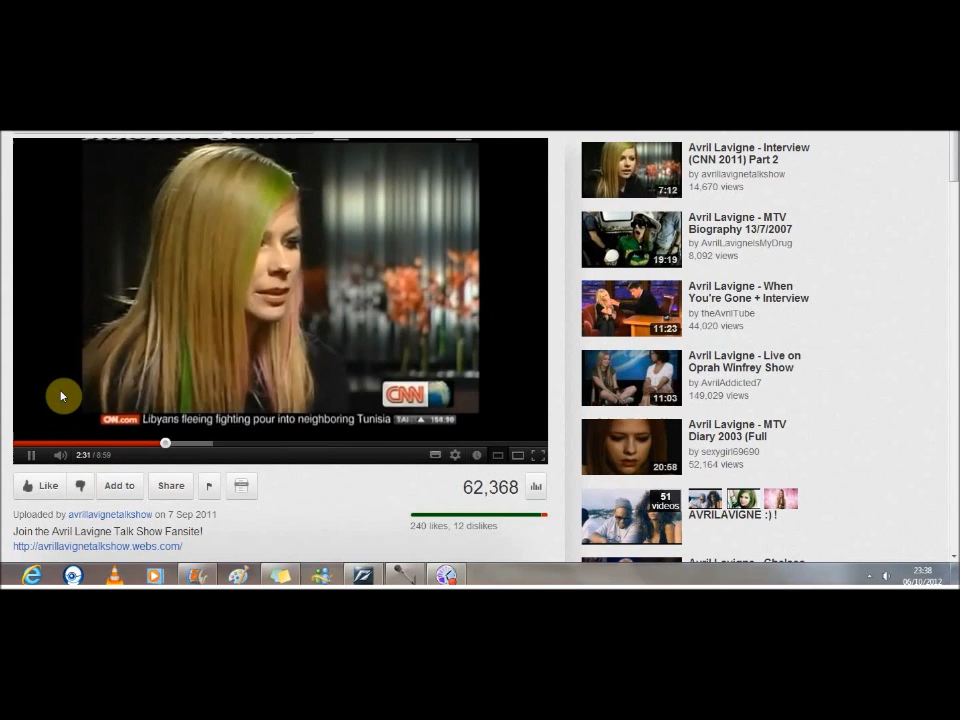 CNN
CNN.com Libyans fleeing fighting pour into neighboring Tunisia TAI
2:31 / 8:59
Like
Add to
Share
62,368
Uploaded by avrillavignetalkshow on 7 Sep 2011
240 likes, 12 dislikes
Join the Avril Lavigne Talk Show Fansite!
http://avrillavignetalkshow.webs.com/
Avril Lavigne - Interview
(CNN 2011) Part 2
by avrillavignetalkshow
14,670 views
7:12
Avril Lavigne - MTV
Biography 13/7/2007
by AvrilLavigneIsMyDrug
8,092 views
19:19
Avril Lavigne - When
You're Gone + Interview
by theAvrilTube
44,020 views
11:23
Avril Lavigne - Live on
Oprah Winfrey Show
by AvrilAddicted7
149,029 views
11:03
Avril Lavigne - MTV
Diary 2003 (Full
by sexygirl69690
52,164 views
20:58
51
videos
AVRILAVIGNE :) !
23:38
06/10/2012